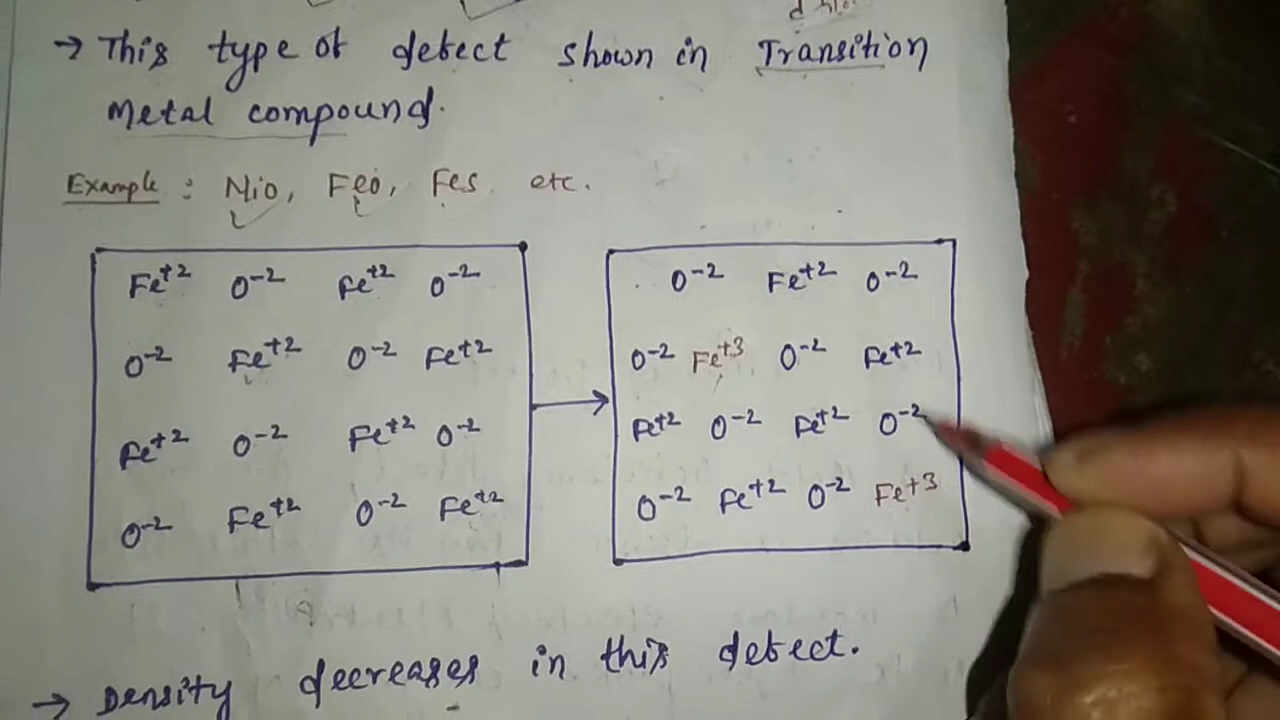 → This type of defect shown in Transition
Metal compound.
Example : Nio, Feo, Fes etc.
Fe+2 O-2 Fe+2 O-2
O-2 Fe+2 O-2 Fe+2
Fe+2 O-2 Fe+2 O-2
O-2 Fe+2 O-2 Fe+2
O-2 Fe+2 O-2
O-2 Fe+3 O-2 Fe+2
Fe+2 O-2 Fe+2 O-2
O-2 Fe+2 O-2 Fe+3
→ Density decreases in this defect.